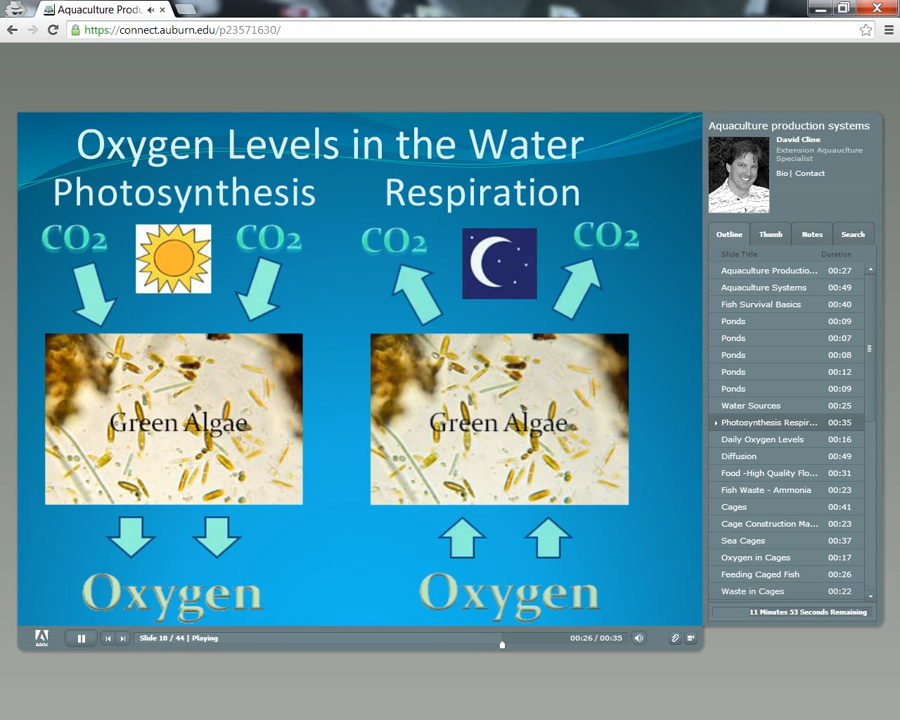 Aquaculture Produ
https://connect.auburn.edu/p23571630/
Oxygen Levels in the Water
Photosynthesis
Respiration
CO2
CO2
CO2
CO2
Green Algae
Green Algae
Oxygen
Oxygen
Aquaculture production systems
David Cline
Extension Aquauclture
Specialist
Bio| Contact
Outline Thumb Notes Search
Slide Title Duration
Aquaculture Productio... 00:27
Aquaculture Systems 00:49
Fish Survival Basics 00:40
Ponds 00:09
Ponds 00:07
Ponds 00:08
Ponds 00:12
Ponds 00:09
Water Sources 00:25
Photosynthesis Respir... 00:35
Daily Oxygen Levels 00:16
Diffusion 00:49
Food -High Quality Flo... 00:31
Fish Waste - Ammonia 00:23
Cages 00:41
Cage Construction Ma... 00:23
Sea Cages 00:37
Oxygen in Cages 00:17
Feeding Caged Fish 00:26
Waste in Cages 00:22
11 Minutes 53 Seconds Remaining
Adobe
Slide 10 / 44 | Playing
00:26 / 00:35